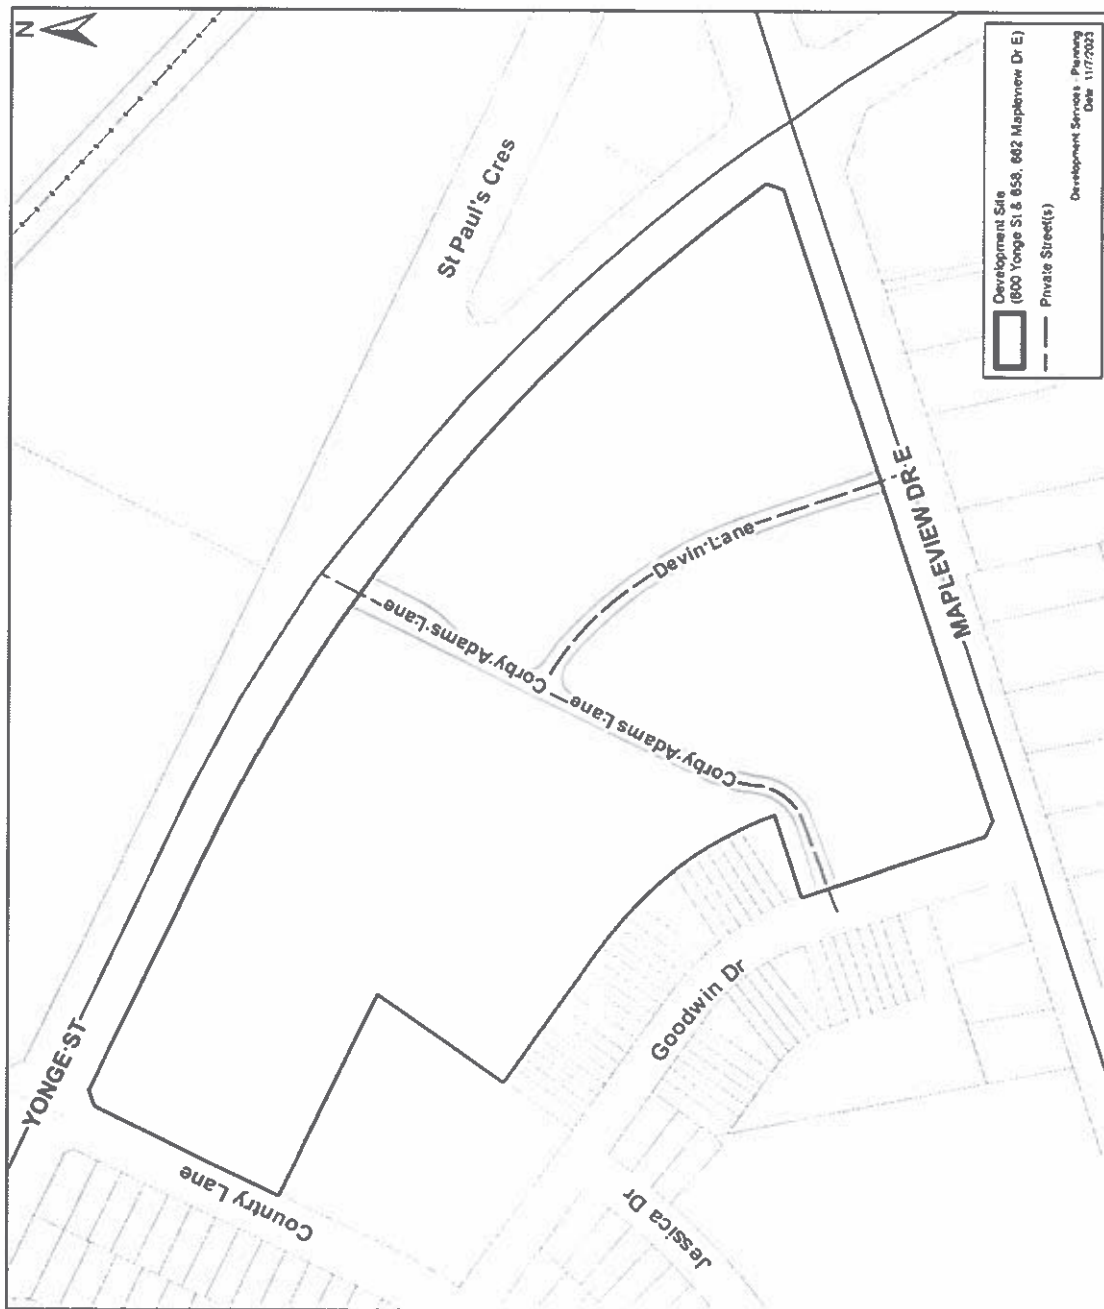 N
St Paul's Cres
YONGE ST
Corby Adams Lane
Devin Lane
Corby Adams Lane
MAPLEVIEW DR E
Goodwin Dr
Country Lane
Jessica Dr
Development Site
(800 Yonge St & 658, 662 Mapleview Dr E)
Private Street(s)
Development Services - Planning
Date 11/7/2023